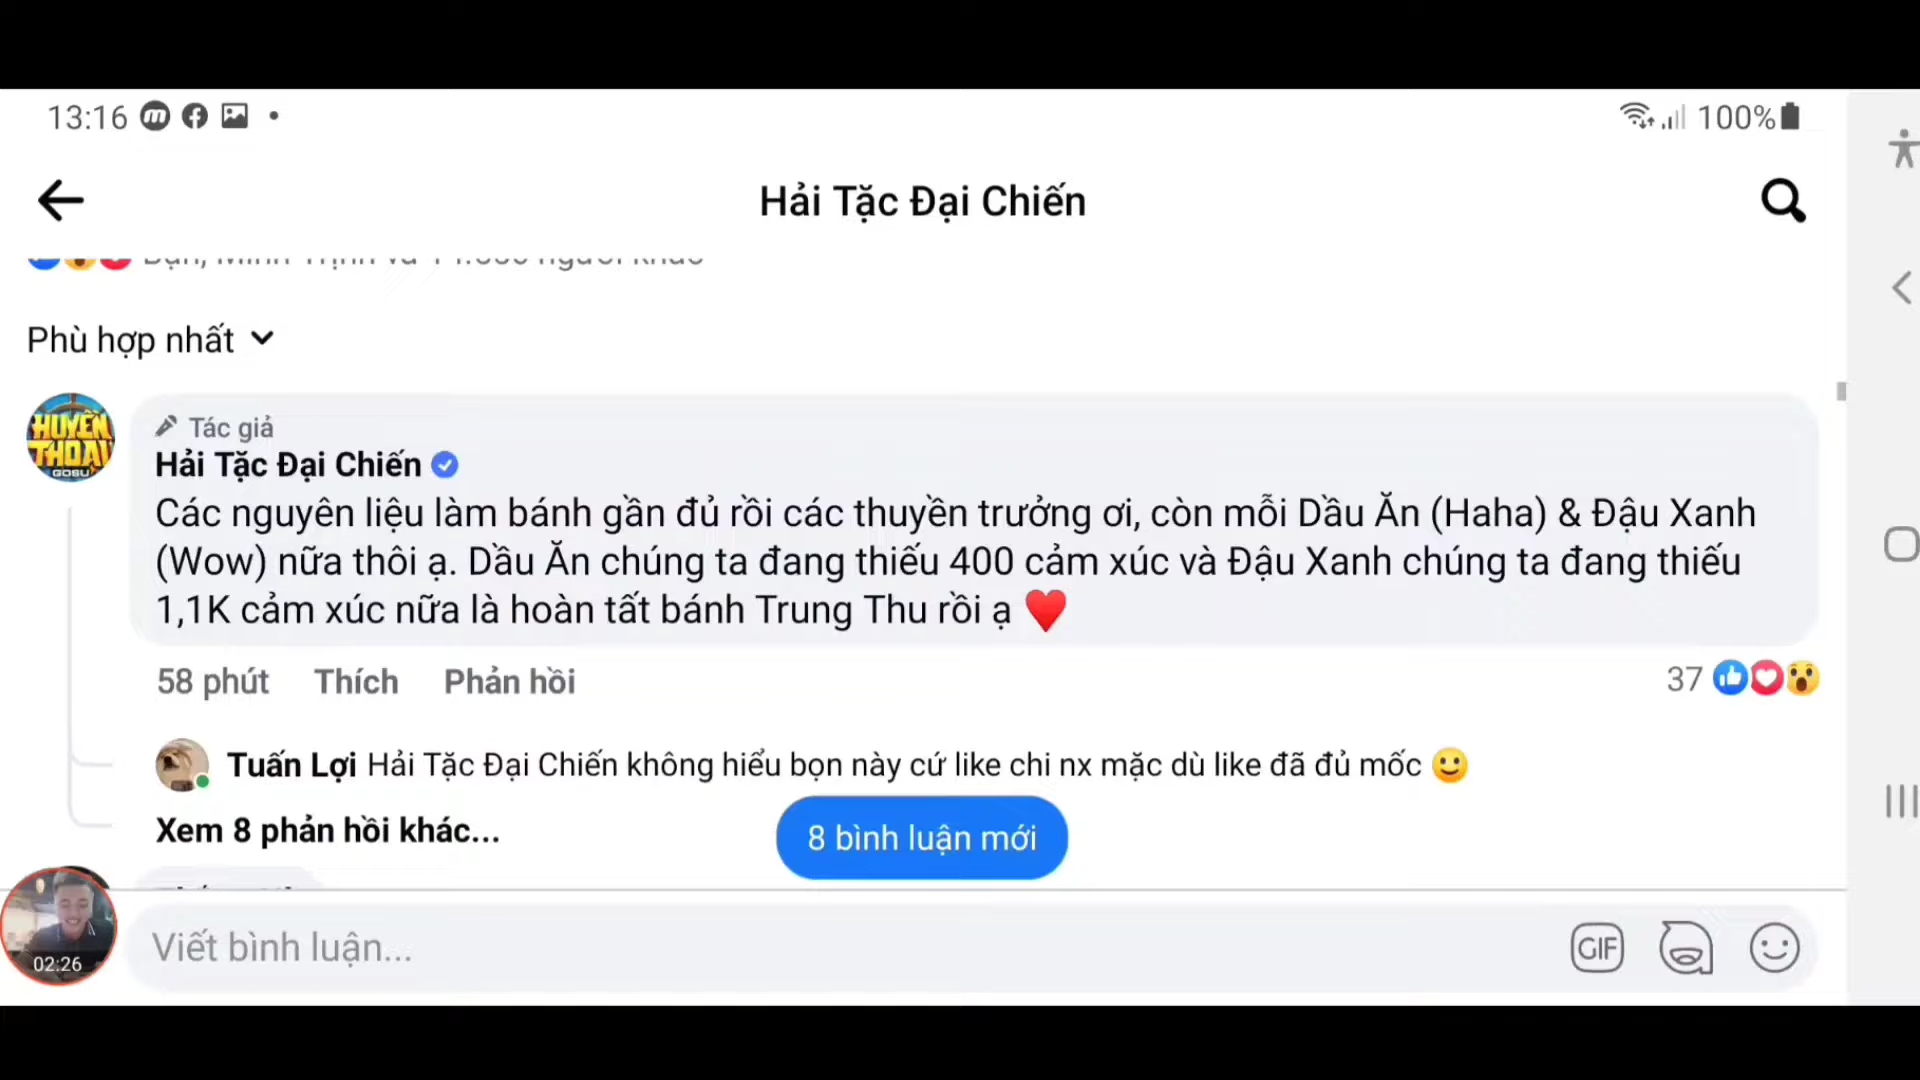 13:16
100%
Hải Tặc Đại Chiến
Phù hợp nhất
HUYỀN
THOẠI
GOSU
Tác giả
Hải Tặc Đại Chiến
Các nguyên liệu làm bánh gần đủ rồi các thuyền trưởng ơi, còn mỗi Dầu Ăn (Haha) & Đậu Xanh
(Wow) nữa thôi ạ. Dầu Ăn chúng ta đang thiếu 400 cảm xúc và Đậu Xanh chúng ta đang thiếu
1,1K cảm xúc nữa là hoàn tất bánh Trung Thu rồi ạ ❤️
58 phút Thích Phản hồi
37
Tuấn Lợi Hải Tặc Đại Chiến không hiểu bọn này cứ like chi nx mặc dù like đã đủ mốc 🙂
Xem 8 phản hồi khác...
8 bình luận mới
02:26
Viết bình luận...
GIF